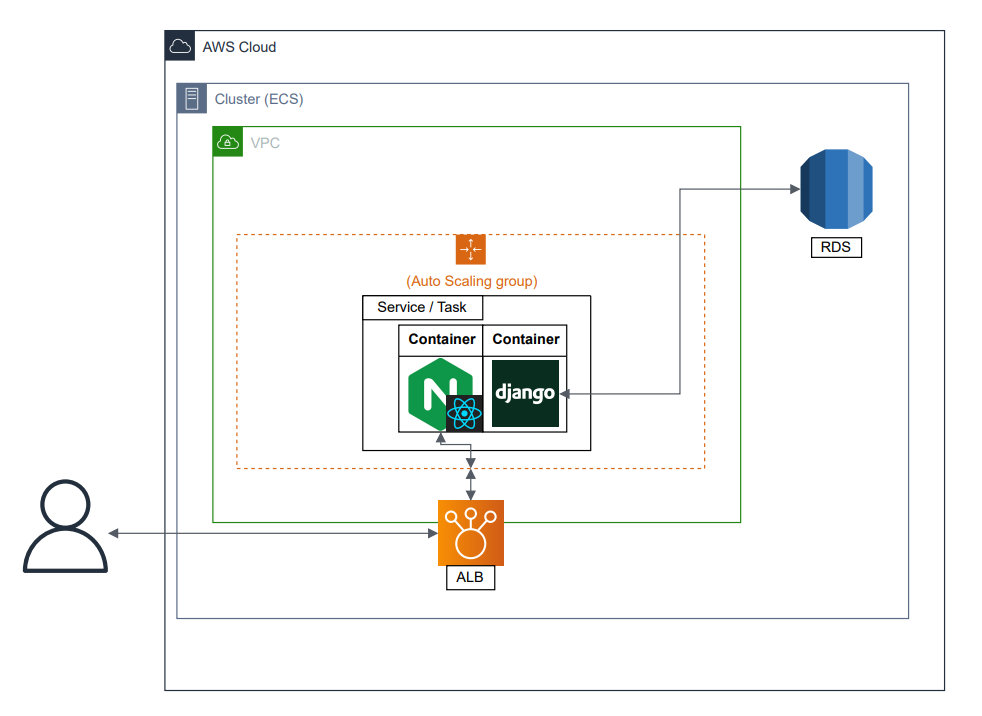 AWS Cloud
Cluster (ECS)
VPC
RDS
(Auto Scaling group)
Service / Task
Container
Container
django
ALB